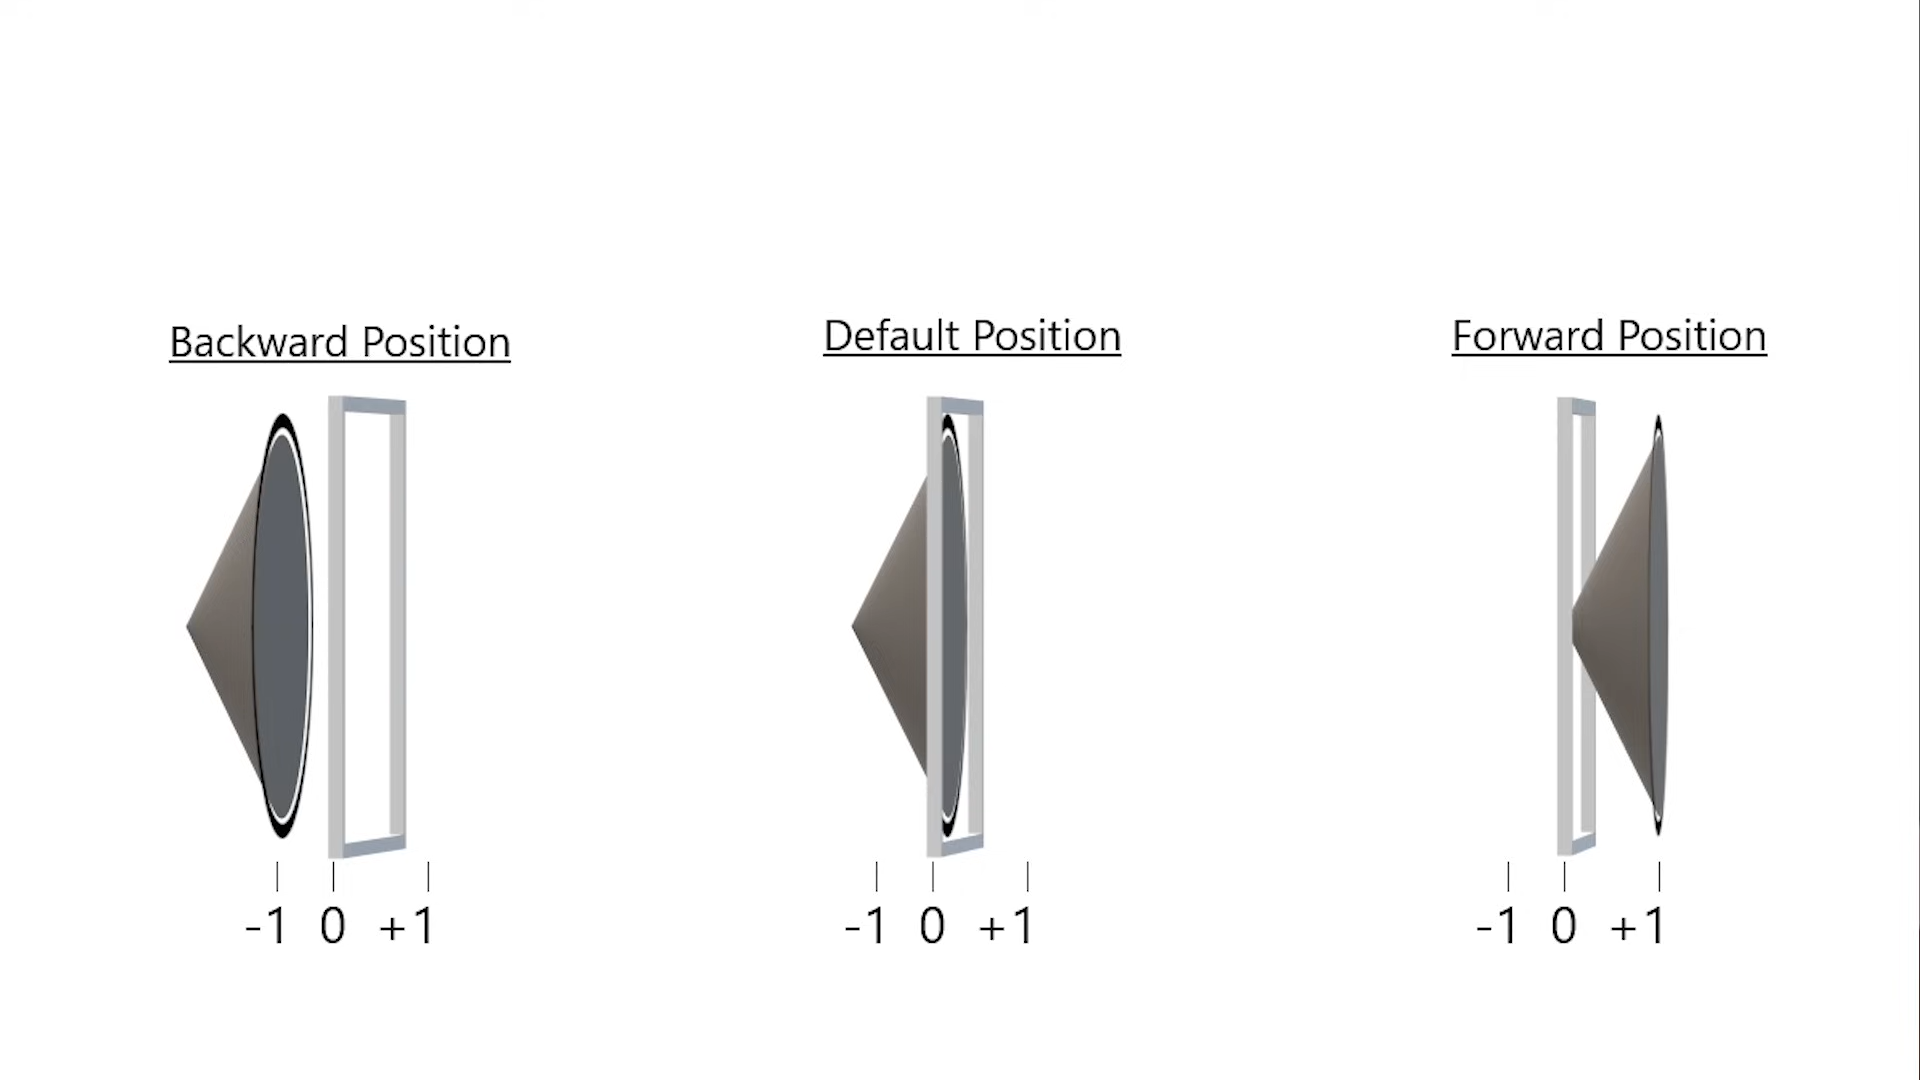 Backward Position
Default Position
Forward Position
-1 0 +1
-1 0 +1
-1 0 +1